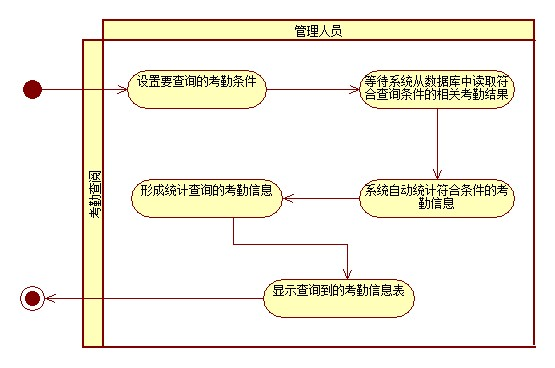 管理人员
考勤查阅
设置要查询的考勤条件
等待系统从数据库中读取符
合查询条件的相关考勤结果
系统自动统计符合条件的考
勤信息
形成统计查询的考勤信息
显示查询到的考勤信息表